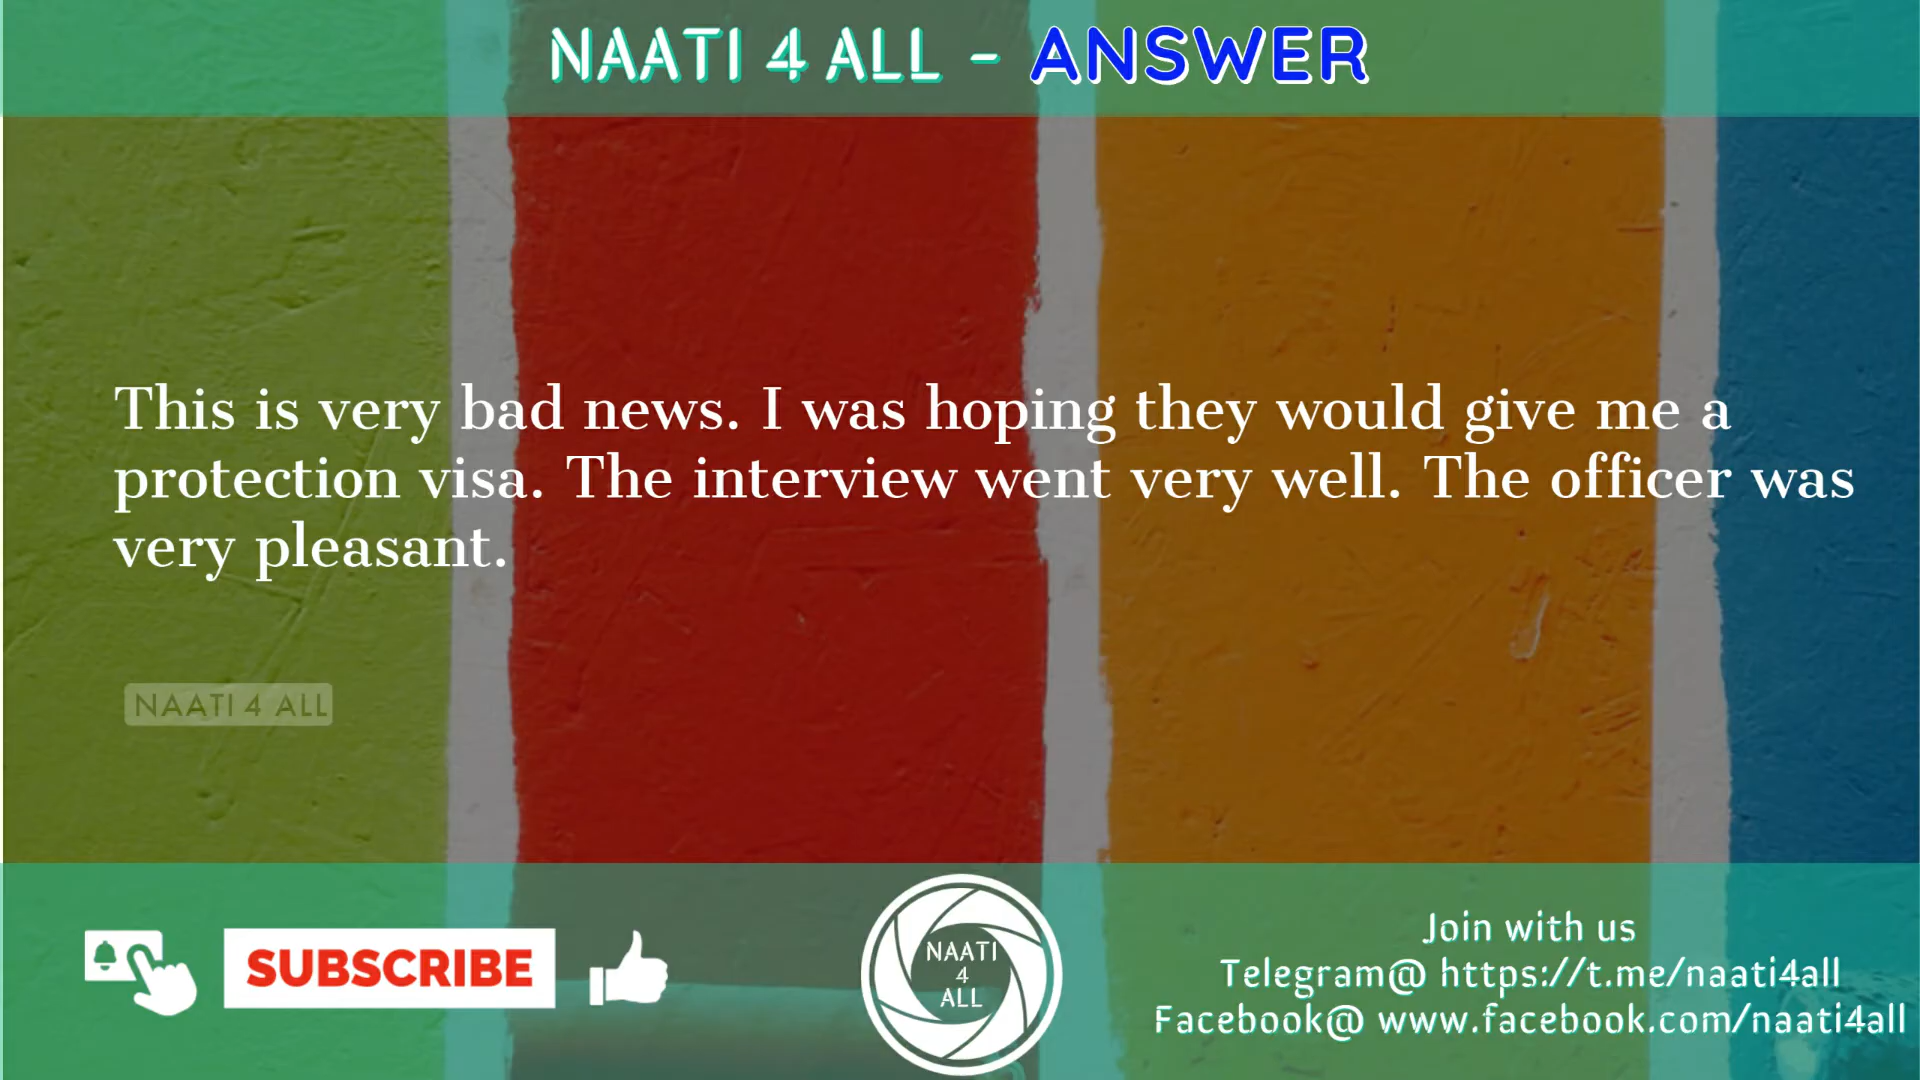 NAATI 4 ALL - ANSWER
This is very bad news. I was hoping they would give me a
protection visa. The interview went very well. The officer was
very pleasant.
NAATI 4 ALL
SUBSCRIBE
NAATI
4
ALL
Join with us
Telegram@ https://t.me/naati4all
Facebook@ www.facebook.com/naati4all